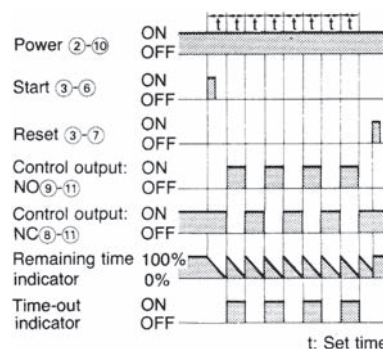 t t t t t t t t
Power ②-⑩ ON
OFF
Start ③-⑥ ON
OFF
Reset ③-⑦ ON
OFF
Control output: ON
NO⑨-⑪ OFF
Control output: ON
NC⑧-⑪ OFF
Remaining time 100%
indicator 0%
Time-out ON
indicator OFF
t: Set time